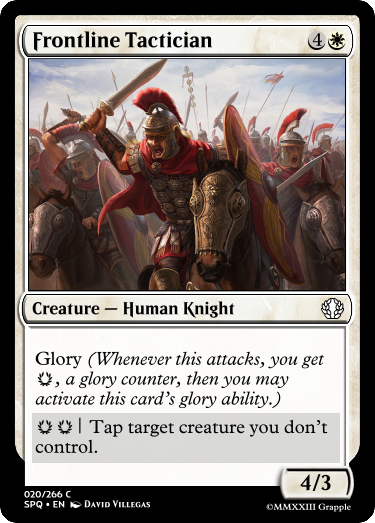 Frontline Tactician 4
Creature — Human Knight
Glory (Whenever this attacks, you get
, a glory counter, then you may
activate this card's glory ability.)
| Tap target creature you don't
control.
4/3
020/266 C
SPQ • EN DAVID VILLEGAS
©MMXXIII Grapple